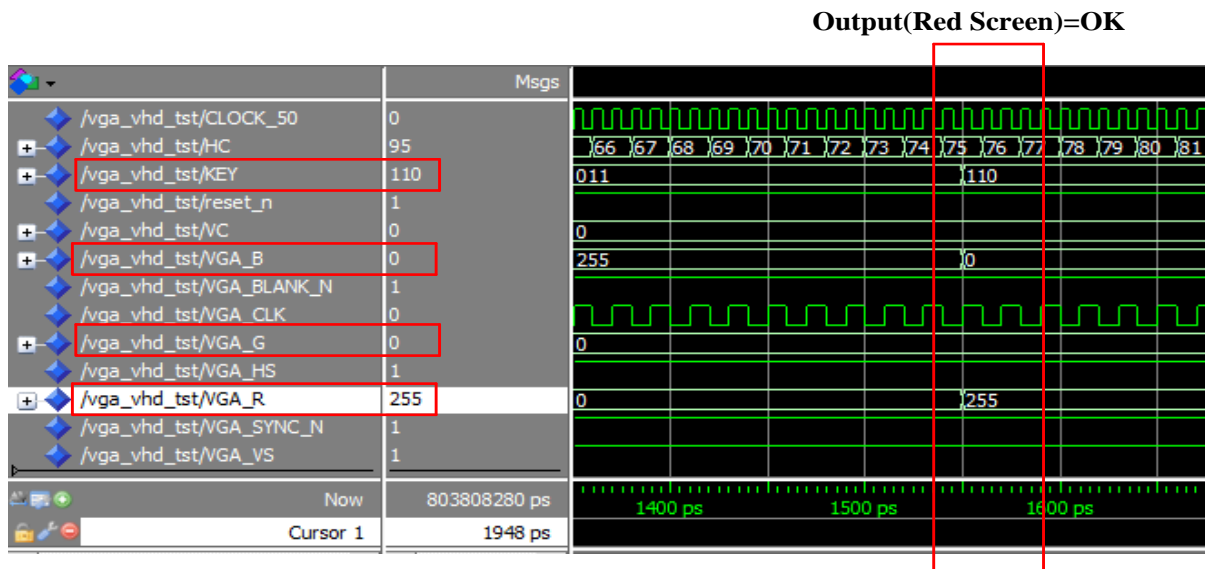 Output(Red Screen)=OK
Msgs
/vga_vhd_tst/CLOCK_50 0
/vga_vhd_tst/HC 95 66 67 68 69 70 71 72 73 74 75 76 77 78 79 80 81
/vga_vhd_tst/KEY 110 011 110
/vga_vhd_tst/reset_n 1
/vga_vhd_tst/VC 0 0
/vga_vhd_tst/VGA_B 0 255 0
/vga_vhd_tst/VGA_BLANK_N 1
/vga_vhd_tst/VGA_CLK 0
/vga_vhd_tst/VGA_G 0 0
/vga_vhd_tst/VGA_HS 1
/vga_vhd_tst/VGA_R 255 0 255
/vga_vhd_tst/VGA_SYNC_N 1
/vga_vhd_tst/VGA_VS 1
Now 803808280 ps 1400 ps 1500 ps 1600 ps
Cursor 1 1948 ps